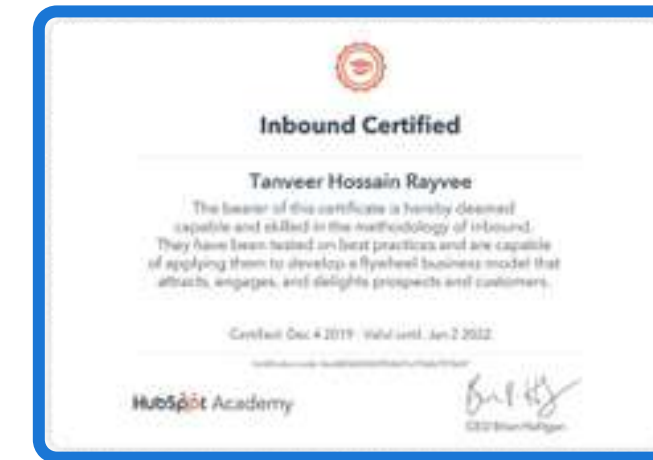 Inbound Certified
Tanveer Hossain Rayvee
The bearer of this certificate is hereby deemed
capable and skilled in the methodology of inbound.
They have been tested on best practices and are capable
of applying them to develop a flywheel business model that
attracts, engages, and delights prospects and customers.
Certified: Dec 4 2019 Valid until: Jan 2 2022
HubSpot Academy
CEO Brian Halligan